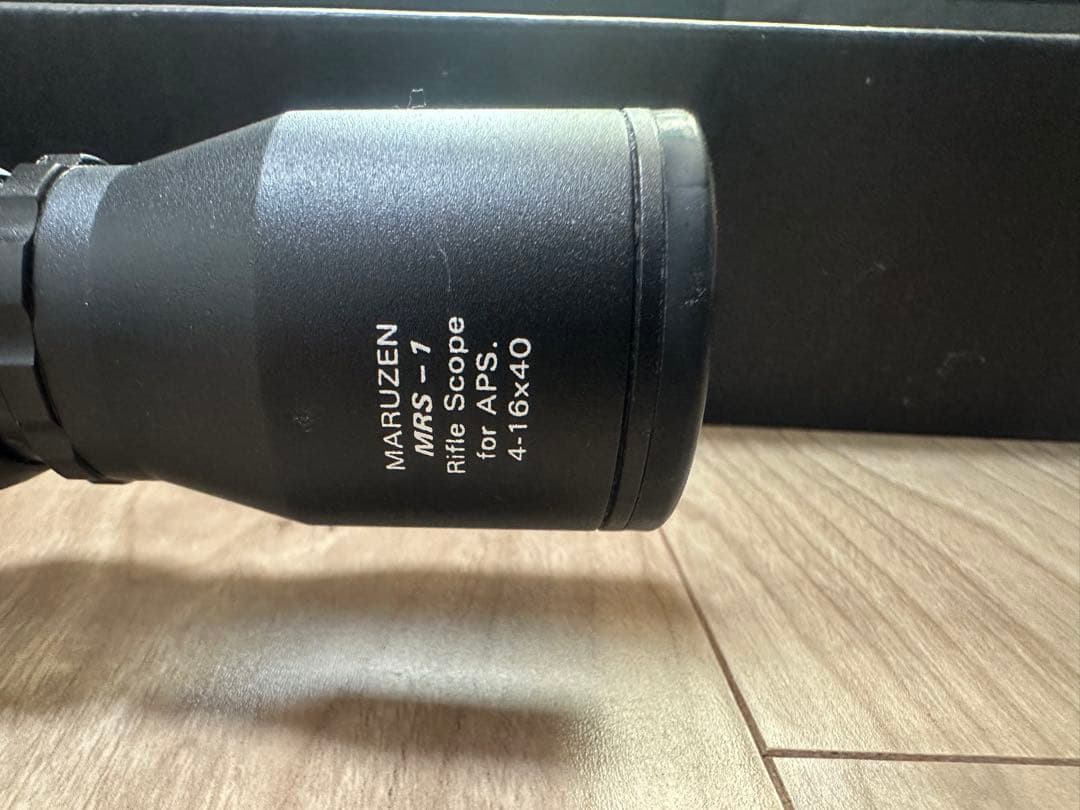 MARUZEN
MRS-1
Rifle Scope
for APS.
4-16x40